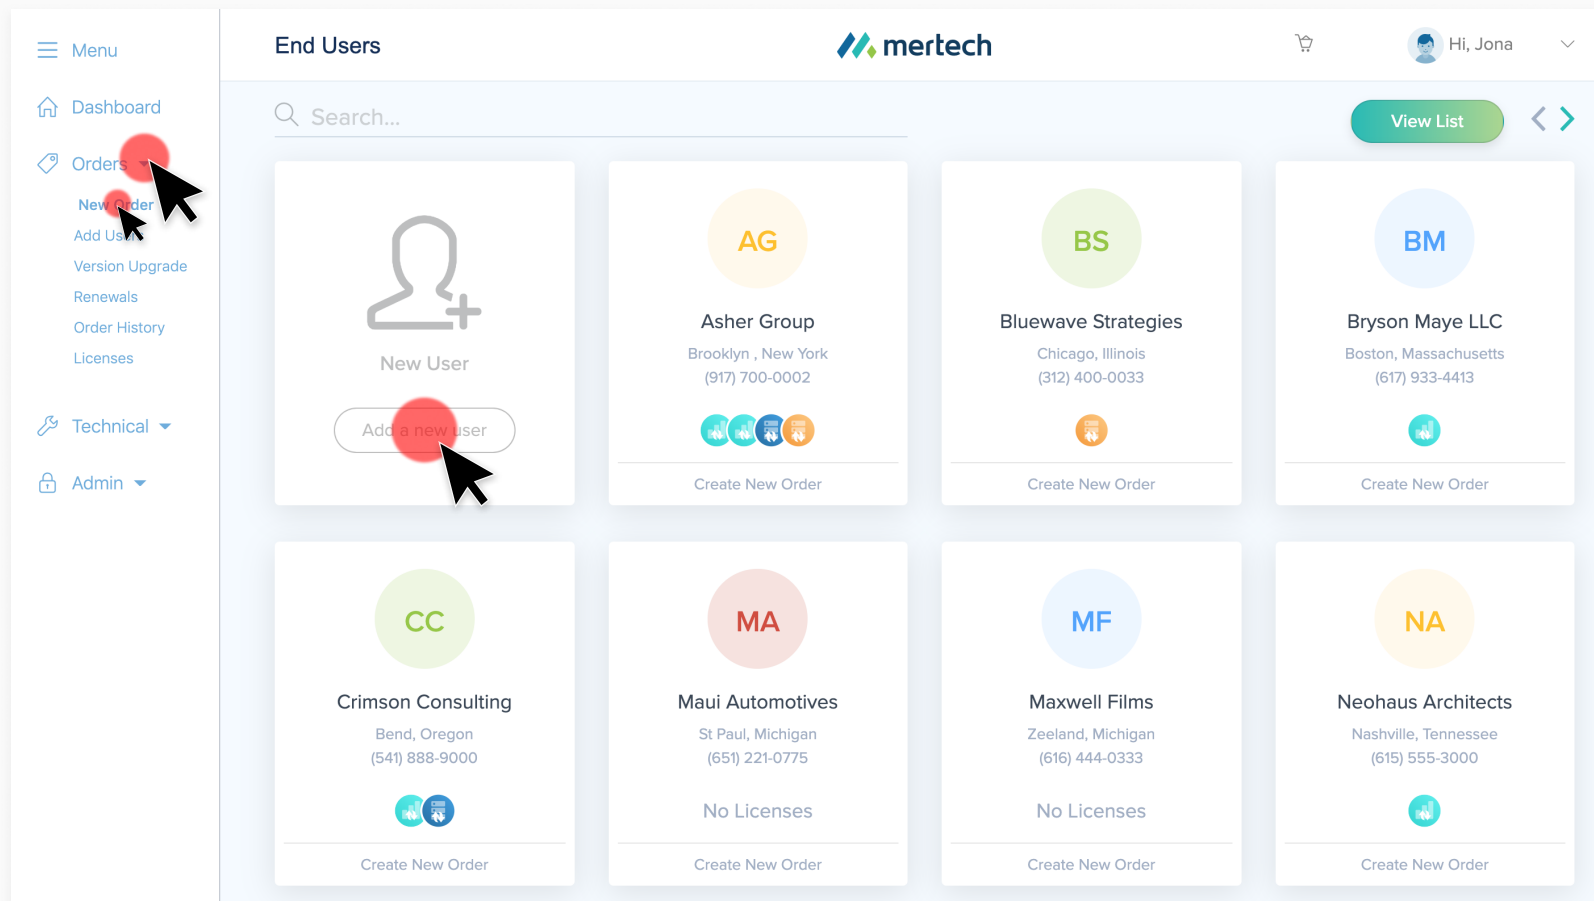 Menu
Dashboard
Orders
New Order
Add Users
Version Upgrade
Renewals
Order History
Licenses
Technical
Admin
End Users
mertech
Hi, Jona
Search...
View List
New User
Add a new user
AG
Asher Group
Brooklyn , New York
(917) 700-0002
Create New Order
BS
Bluewave Strategies
Chicago, Illinois
(312) 400-0033
Create New Order
BM
Bryson Maye LLC
Boston, Massachusetts
(617) 933-4413
Create New Order
CC
Crimson Consulting
Bend, Oregon
(541) 888-9000
Create New Order
MA
Maui Automotives
St Paul, Michigan
(651) 221-0775
No Licenses
Create New Order
MF
Maxwell Films
Zeeland, Michigan
(616) 444-0333
No Licenses
Create New Order
NA
Neohaus Architects
Nashville, Tennessee
(615) 555-3000
Create New Order